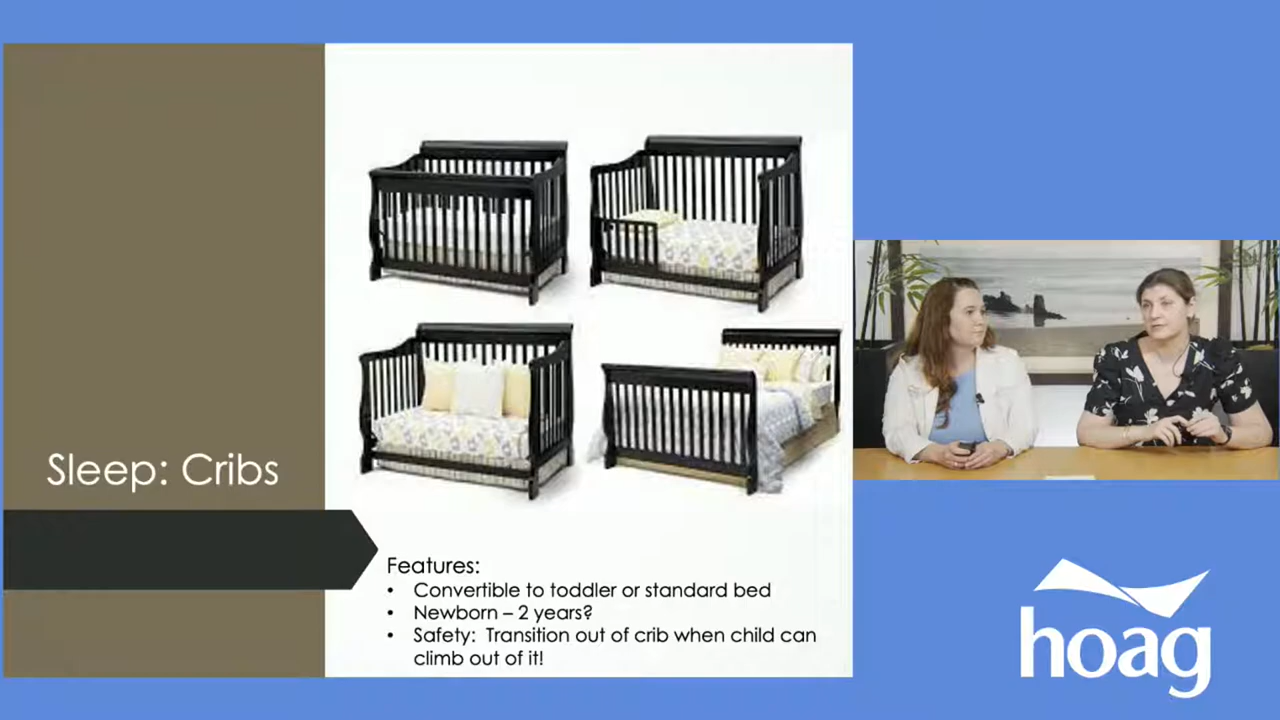 Sleep: Cribs
Features:
• Convertible to toddler or standard bed
• Newborn – 2 years?
• Safety:  Transition out of crib when child can
climb out of it!
hoag